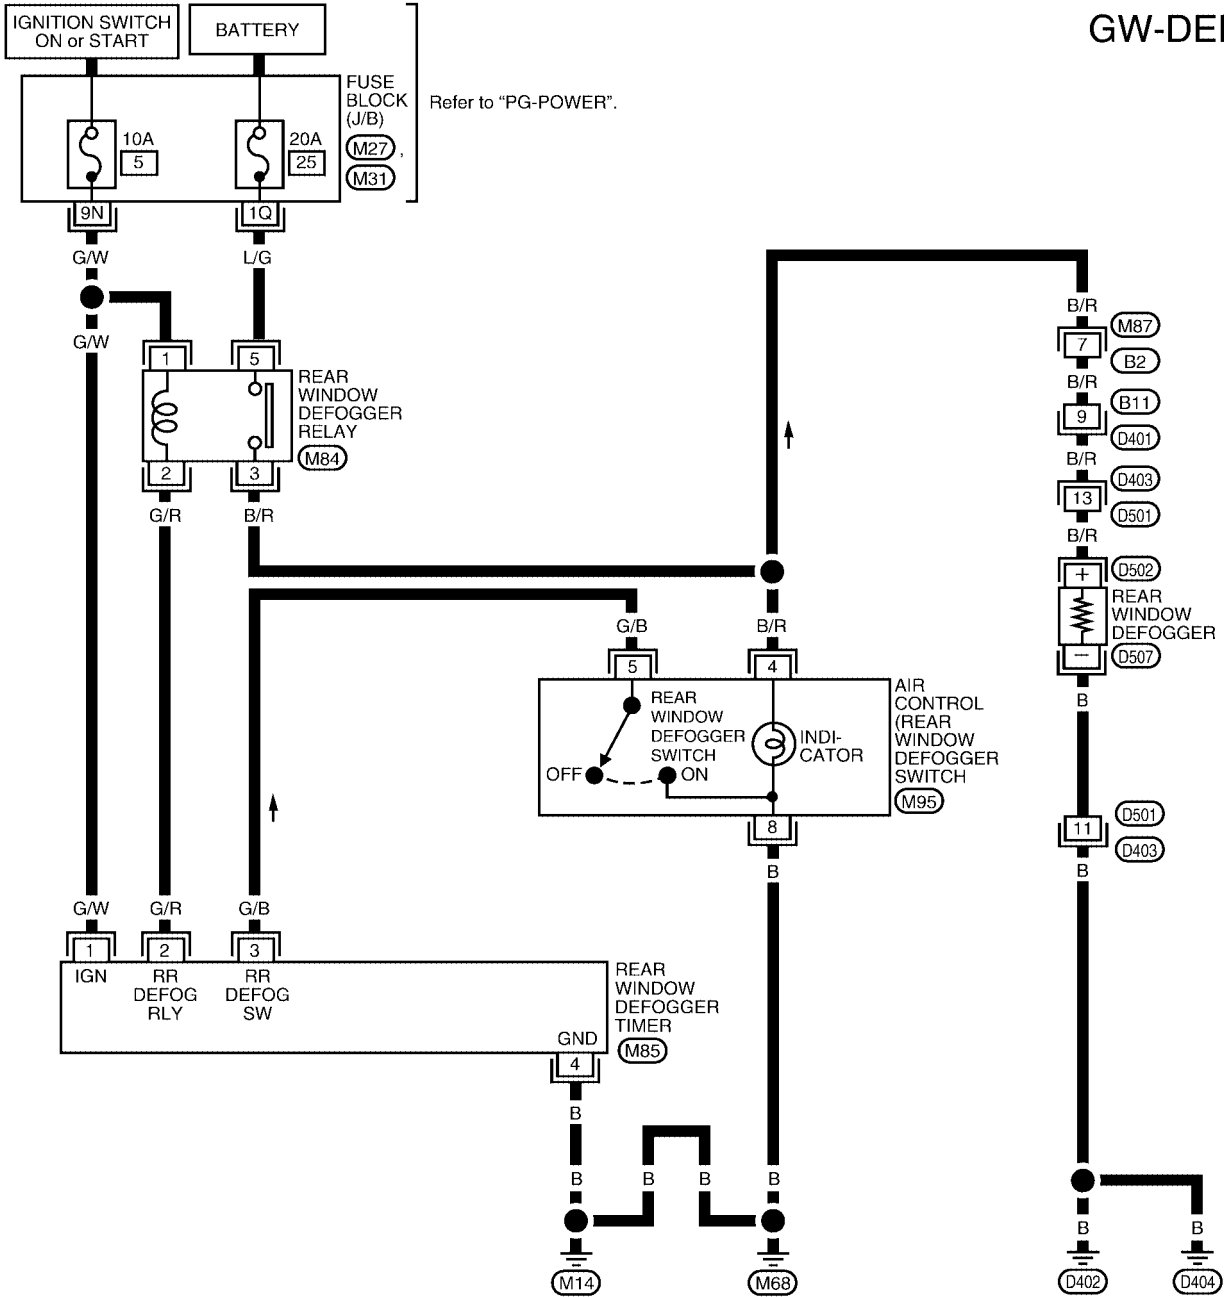 IGNITION SWITCH
ON or START
BATTERY
GW-DEF
FUSE
BLOCK
(J/B)
Refer to “PG-POWER”.
10A
5
20A
25
M27 ,
M31
9N
1Q
G/W
L/G
G/W
1
5
REAR
WINDOW
DEFOGGER
RELAY
M84
2
3
G/R
B/R
B/R
M87
7
B2
B/R
B11
9
D401
B/R
D403
13
D501
B/R
D502
+
REAR
WINDOW
DEFOGGER
–
D507
B
G/B
B/R
5
4
REAR
WINDOW
DEFOGGER
SWITCH
OFF
ON
INDI-
CATOR
AIR
CONTROL
(REAR
WINDOW
DEFOGGER
SWITCH
M95
8
B
D501
11
D403
B
G/W
G/R
G/B
1
2
3
IGN
RR
DEFOG
RLY
RR
DEFOG
SW
REAR
WINDOW
DEFOGGER
TIMER
M85
GND
4
B
B
B
B
B
B
B
M14
M68
D402
D404